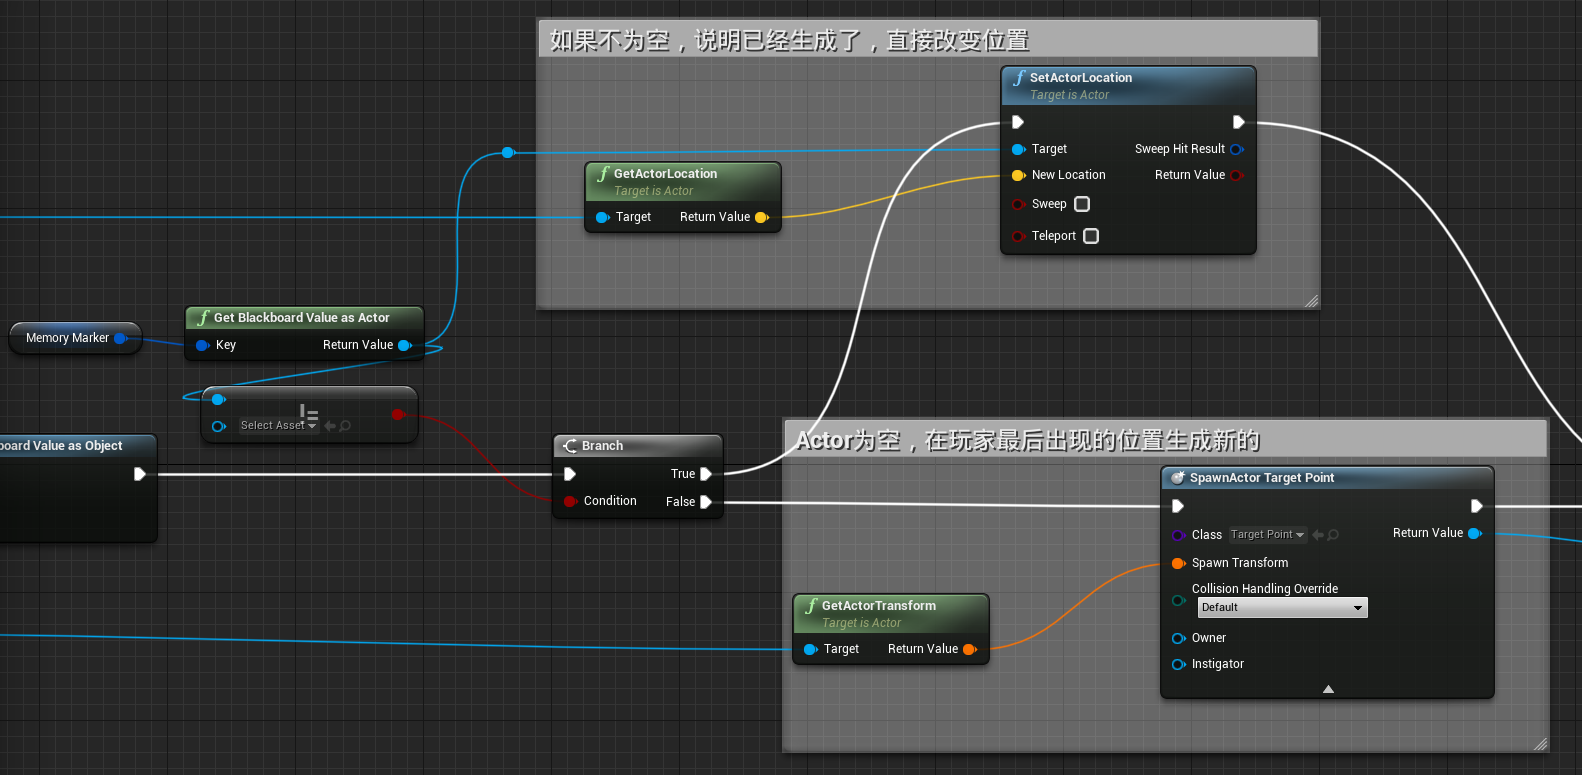 如果不为空，说明已经生成了，直接改变位置
SetActorLocation
Target is Actor
Target
Sweep Hit Result
New Location
Return Value
Sweep
Teleport
GetActorLocation
Target is Actor
Target
Return Value
Memory Marker
Get Blackboard Value as Actor
Key
Return Value
!=
Select Asset
board Value as Object
Branch
True
Condition
False
Actor为空，在玩家最后出现的位置生成新的
SpawnActor Target Point
Class
Target Point
Return Value
Spawn Transform
Collision Handling Override
Default
Owner
Instigator
GetActorTransform
Target is Actor
Target
Return Value